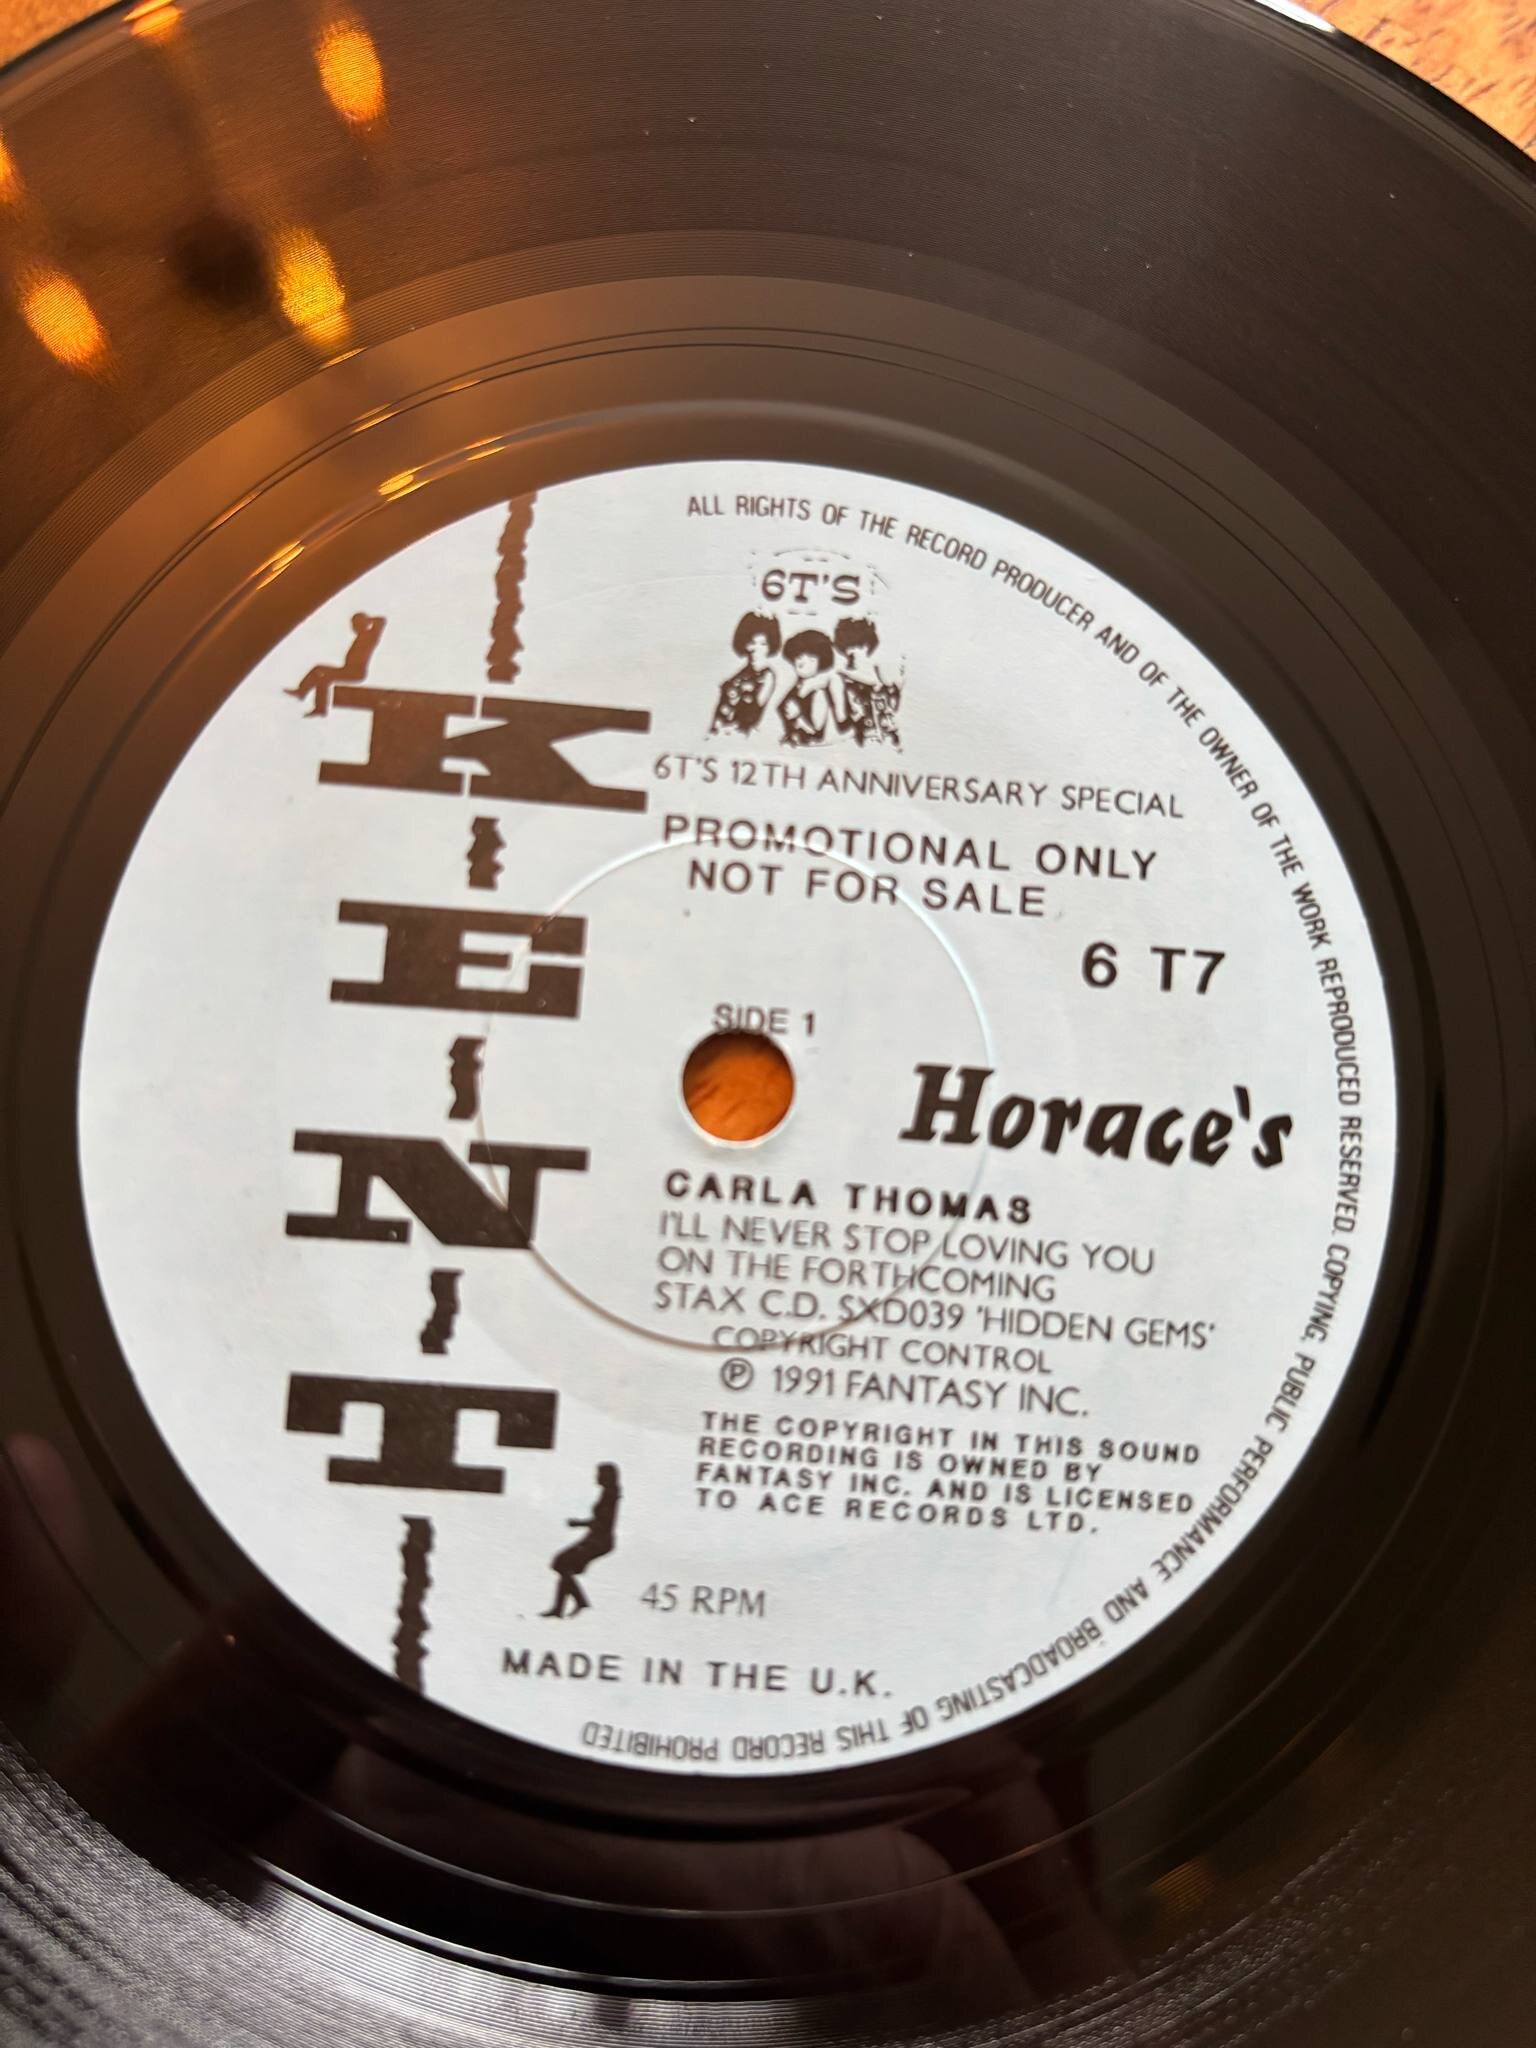 ALL RIGHTS OF THE RECORD PRODUCER AND OF THE OWNER OF THE WORK REPRODUCED RESERVED. COPYING, PUBLIC PERFORMANCE AND BROADCASTING OF THIS RECORD PROHIBITED
6T'S
KENT
6T'S 12TH ANNIVERSARY SPECIAL
PROMOTIONAL ONLY
NOT FOR SALE
6 T7
SIDE 1
Horace's
CARLA THOMAS
I'LL NEVER STOP LOVING YOU
ON THE FORTHCOMING
STAX C.D. SXD039 'HIDDEN GEMS'
COPYRIGHT CONTROL
Ⓟ 1991 FANTASY INC.
THE COPYRIGHT IN THIS SOUND
RECORDING IS OWNED BY
FANTASY INC. AND IS LICENSED
TO ACE RECORDS LTD.
45 RPM
MADE IN THE U.K.